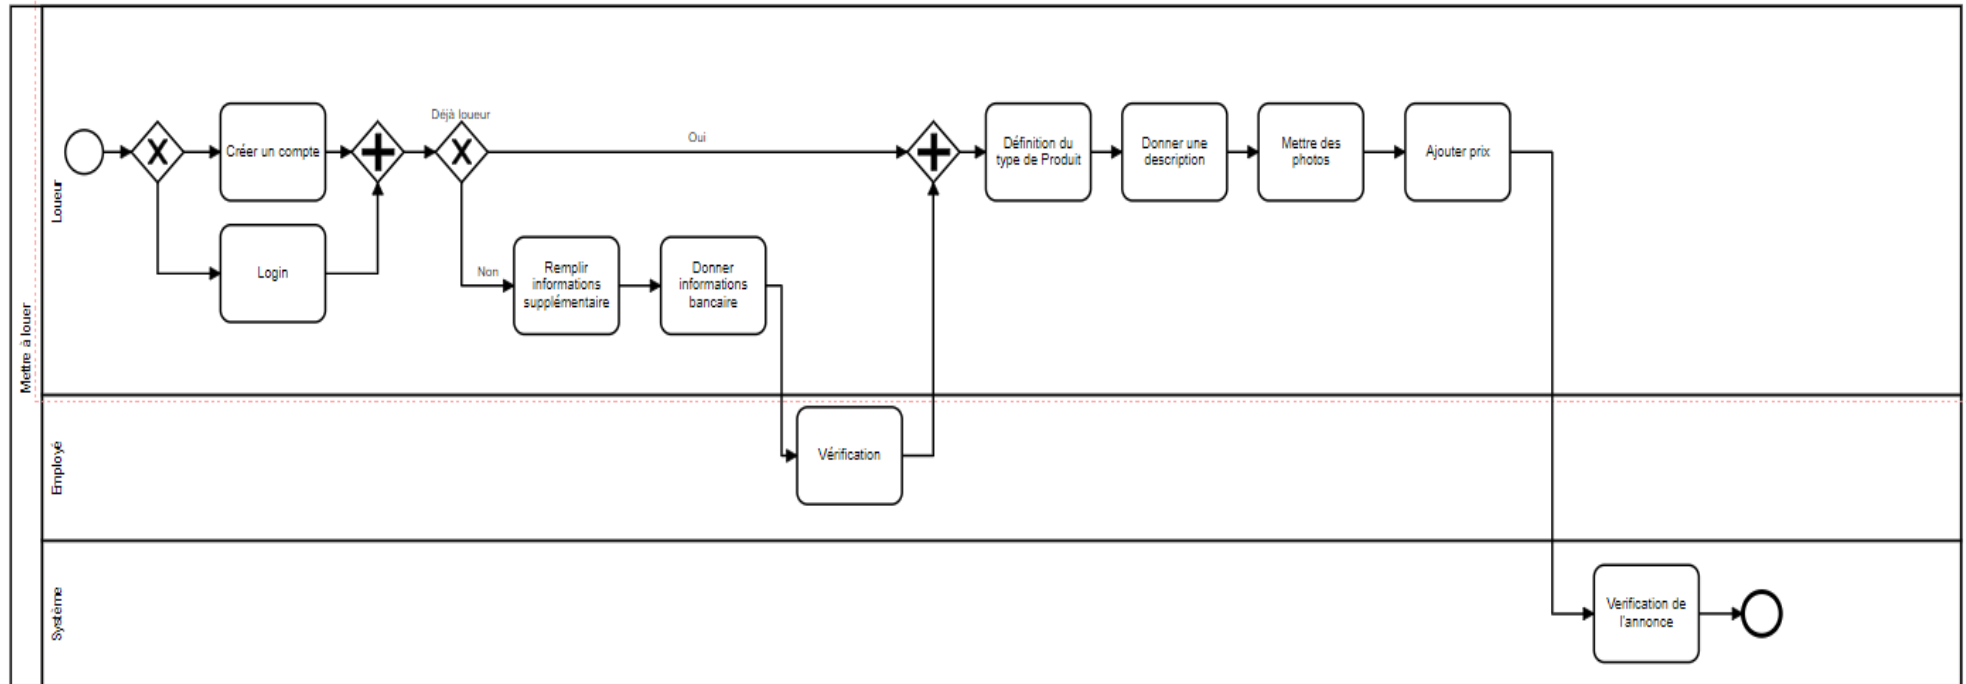 Mettre à louer
Loueur
Créer un compte
Login
Déjà loueur
Oui
Non
Remplir
informations
supplémentaire
Donner
informations
bancaire
Définition du
type de Produit
Donner une
description
Mettre des
photos
Ajouter prix
Employé
Vérification
Système
Verification de
l'annonce